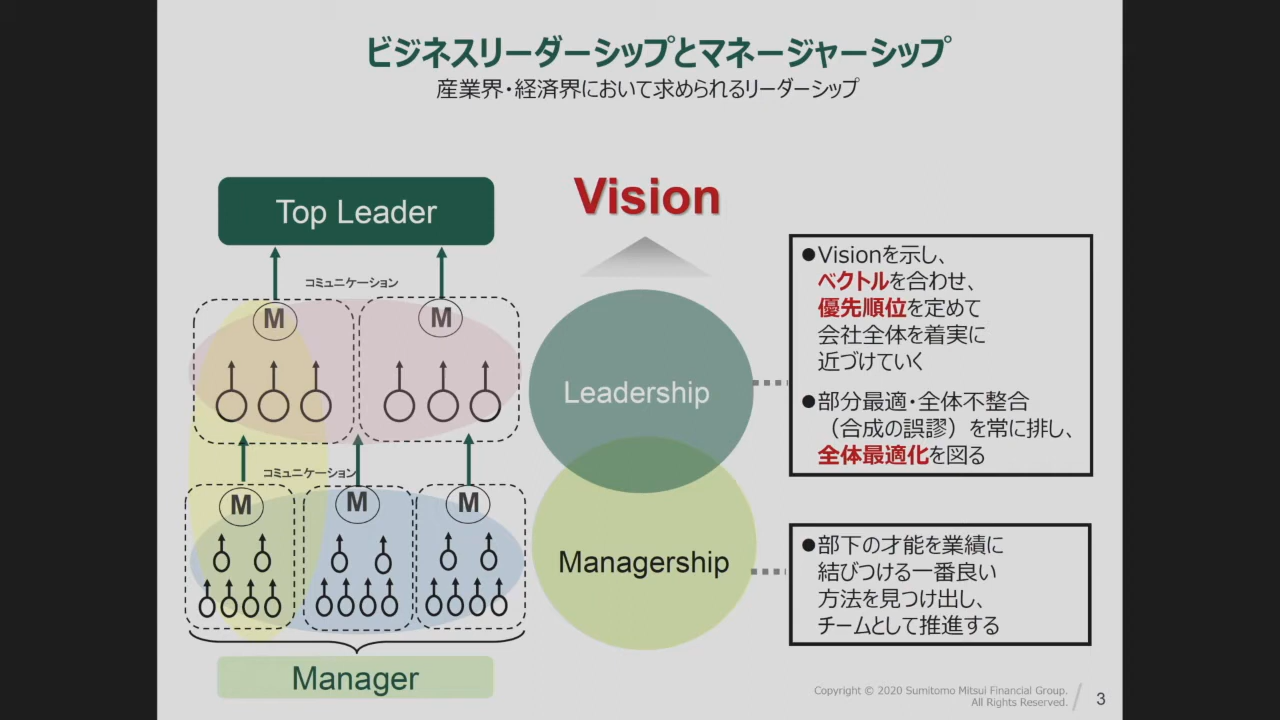 ビジネスリーダーシップとマネージャーシップ
産業界・経済界において求められるリーダーシップ
Top Leader
コミュニケーション
M
M
コミュニケーション
M
M
M
Manager
Vision
Leadership
Managership
●Visionを示し、
ベクトルを合わせ、
優先順位を定めて
会社全体を着実に
近づけていく
●部分最適・全体不整合
（合成の誤謬）を常に排し、
全体最適化を図る
●部下の才能を業績に
結びつける一番良い
方法を見つけ出し、
チームとして推進する
Copyright © 2020 Sumitomo Mitsui Financial Group.
All Rights Reserved.
3